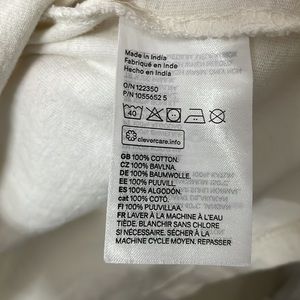 Made in India
Fabriqué en Inde
Hecho en India
O/N 122350
P/N 1055652 5
40
clevercare.info
GB 100% COTTON.
CZ 100% BAVLNA.
DE 100% BAUMWOLLE.
EE 100% PUUVILL.
ES 100% ALGODÓN.
cat 100% COTÓ.
FI 100% PUUVILLAA.
FR LAVER À LA MACHINE À L'EAU
TIÈDE. BLANCHIR SANS CHLORE
SI NÉCESSAIRE. SÉCHER À LA
MACHINE CYCLE MOYEN. REPASSER